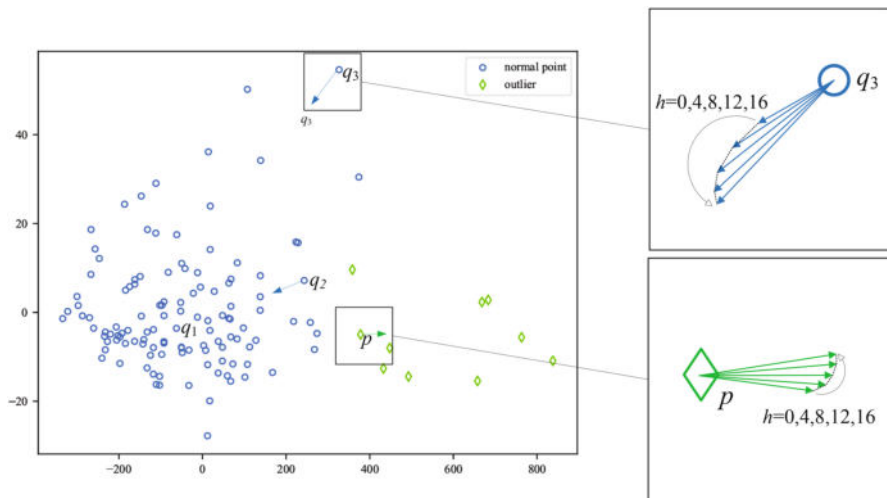 normal point
outlier
q3
q3
q2
q1
p
40
20
0
−20
−200
0
200
400
600
800
q3
h=0,4,8,12,16
p
h=0,4,8,12,16